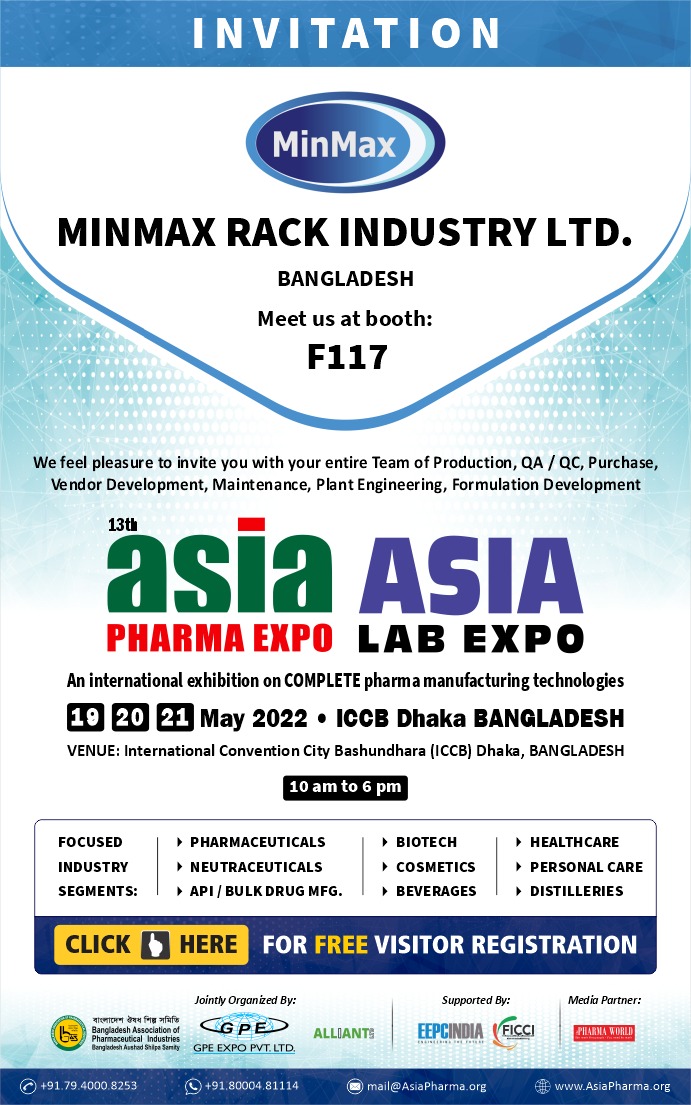 INVITATION
MinMax
MINMAX RACK INDUSTRY LTD.
BANGLADESH
Meet us at booth:
F117
We feel pleasure to invite you with your entire Team of Production, QA / QC, Purchase,
Vendor Development, Maintenance, Plant Engineering, Formulation Development
13th
asia
PHARMA EXPO
ASIA
LAB EXPO
An international exhibition on COMPLETE pharma manufacturing technologies
19 20 21 May 2022 • ICCB Dhaka BANGLADESH
VENUE: International Convention City Bashundhara (ICCB) Dhaka, BANGLADESH
10 am to 6 pm
FOCUSED
INDUSTRY
SEGMENTS:
PHARMACEUTICALS
NEUTRACEUTICALS
API / BULK DRUG MFG.
BIOTECH
COSMETICS
BEVERAGES
HEALTHCARE
PERSONAL CARE
DISTILLERIES
CLICK HERE FOR FREE VISITOR REGISTRATION
Jointly Organized By:
বাংলাদেশ ঔষধ শিল্প সমিতি
Bangladesh Association of
Pharmaceutical Industries
Bangladesh Aushad Shilpa Samity
GPE
GPE EXPO PVT. LTD.
ALLIANT
Supported By:
EEPCINDIA
ENGINEERING THE FUTURE
FICCI
Media Partner:
PHARMA WORLD
+91.79.4000.8253
+91.80004.81114
mail@AsiaPharma.org
www.AsiaPharma.org